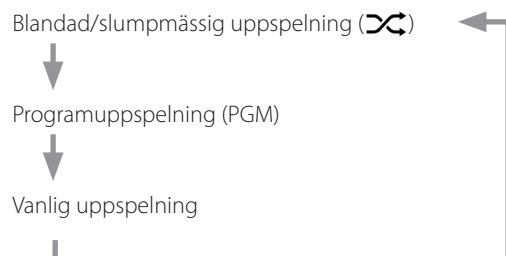 Blandad/slumpmässig uppspelning (🔀)
Programuppspelning (PGM)
Vanlig uppspelning